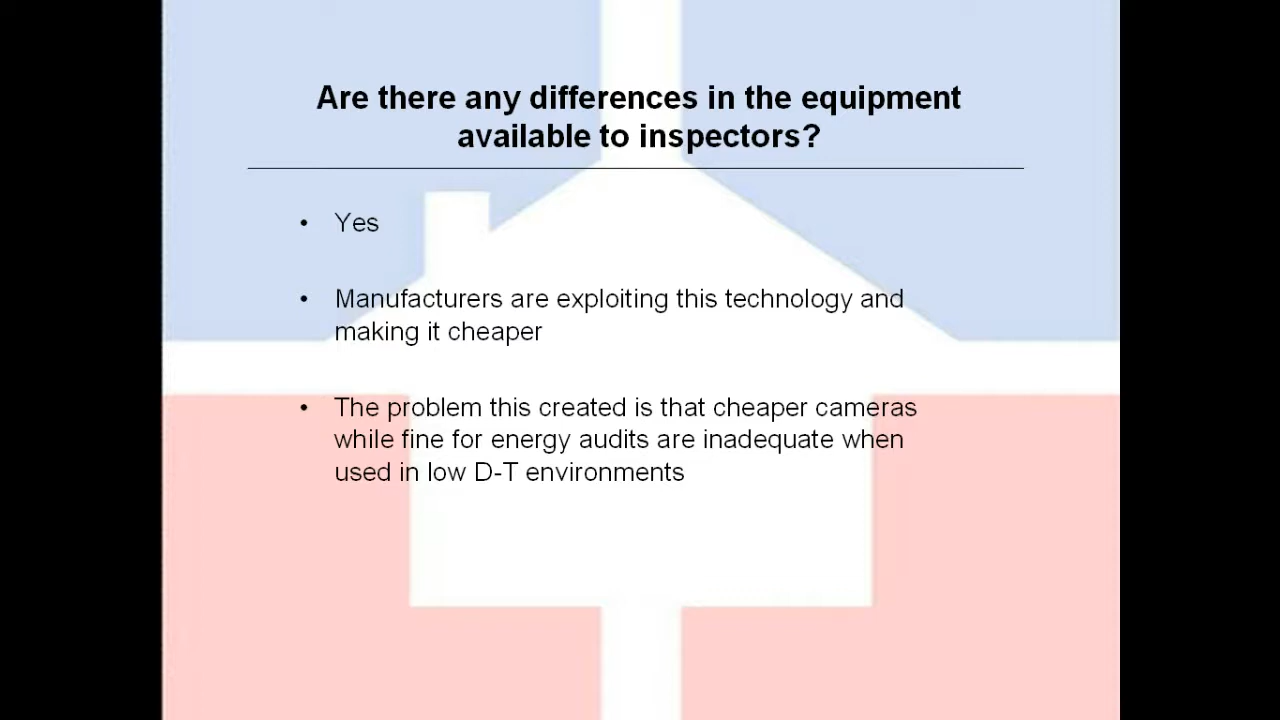 Are there any differences in the equipment
available to inspectors?
• Yes
• Manufacturers are exploiting this technology and
making it cheaper
• The problem this created is that cheaper cameras
while fine for energy audits are inadequate when
used in low D-T environments